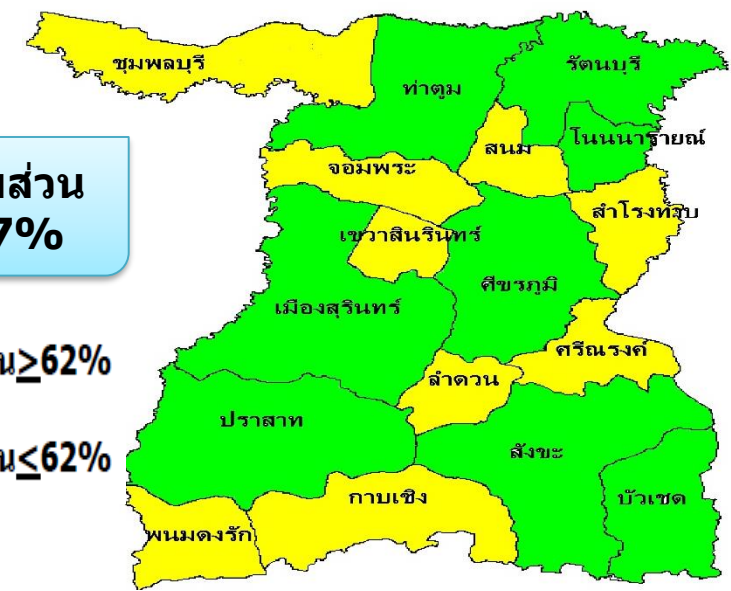 ชุมพลบุรี
รัตนบุรี
ท่าตูม
สนม
โนนนารายณ์
จอมพระ
สำโรงทาบ
เขวาสินรินทร์
ศีขรภูมิ
เมืองสุรินทร์
ศรีณรงค์
ลำดวน
ปราสาท
สังขะ
บัวเชด
กาบเชิง
พนมดงรัก
ส่วน
7%
น≥62%
น≤62%